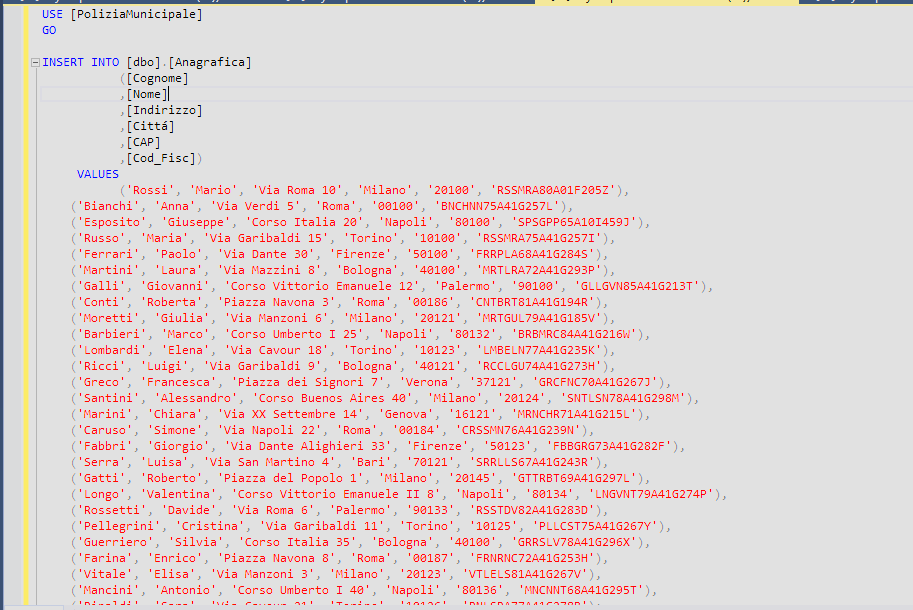 USE [PoliziaMunicipale]
GO
INSERT INTO [dbo].[Anagrafica]
([Cognome]
,[Nome]
,[Indirizzo]
,[Cittá]
,[CAP]
,[Cod_Fisc])
VALUES
('Rossi', 'Mario', 'Via Roma 10', 'Milano', '20100', 'RSSMRA80A01F205Z'),
('Bianchi', 'Anna', 'Via Verdi 5', 'Roma', '00100', 'BNCHNN75A41G257L'),
('Esposito', 'Giuseppe', 'Corso Italia 20', 'Napoli', '80100', 'SPSGPP65A10I459J'),
('Russo', 'Maria', 'Via Garibaldi 15', 'Torino', '10100', 'RSSMRA75A41G257I'),
('Ferrari', 'Paolo', 'Via Dante 30', 'Firenze', '50100', 'FRRPLA68A41G284S'),
('Martini', 'Laura', 'Via Mazzini 8', 'Bologna', '40100', 'MRTLRA72A41G293P'),
('Galli', 'Giovanni', 'Corso Vittorio Emanuele 12', 'Palermo', '90100', 'GLLGVN85A41G213T'),
('Conti', 'Roberta', 'Piazza Navona 3', 'Roma', '00186', 'CNTBRT81A41G194R'),
('Moretti', 'Giulia', 'Via Manzoni 6', 'Milano', '20121', 'MRTGUL79A41G185V'),
('Barbieri', 'Marco', 'Corso Umberto I 25', 'Napoli', '80132', 'BRBMRC84A41G216W'),
('Lombardi', 'Elena', 'Via Cavour 18', 'Torino', '10123', 'LMBELN77A41G235K'),
('Ricci', 'Luigi', 'Via Garibaldi 9', 'Bologna', '40121', 'RCCLGU74A41G273H'),
('Greco', 'Francesca', 'Piazza dei Signori 7', 'Verona', '37121', 'GRCFNC70A41G267J'),
('Santini', 'Alessandro', 'Corso Buenos Aires 40', 'Milano', '20124', 'SNTLSN78A41G298M'),
('Marini', 'Chiara', 'Via XX Settembre 14', 'Genova', '16121', 'MRNCHR71A41G215L'),
('Caruso', 'Simone', 'Via Napoli 22', 'Roma', '00184', 'CRSSMN76A41G239N'),
('Fabbri', 'Giorgio', 'Via Dante Alighieri 33', 'Firenze', '50123', 'FBBGRG73A41G282F'),
('Serra', 'Luisa', 'Via San Martino 4', 'Bari', '70121', 'SRRLLS67A41G243R'),
('Gatti', 'Roberto', 'Piazza del Popolo 1', 'Milano', '20145', 'GTTRBT69A41G297L'),
('Longo', 'Valentina', 'Corso Vittorio Emanuele II 8', 'Napoli', '80134', 'LNGVNT79A41G274P'),
('Rossetti', 'Davide', 'Via Roma 6', 'Palermo', '90133', 'RSSTDV82A41G283D'),
('Pellegrini', 'Cristina', 'Via Garibaldi 11', 'Torino', '10125', 'PLLCST75A41G267Y'),
('Guerriero', 'Silvia', 'Corso Italia 35', 'Bologna', '40100', 'GRRSLV78A41G296X'),
('Farina', 'Enrico', 'Piazza Navona 8', 'Roma', '00187', 'FRNRNC72A41G253H'),
('Vitale', 'Elisa', 'Via Manzoni 3', 'Milano', '20123', 'VTLELS81A41G267V'),
('Mancini', 'Antonio', 'Corso Umberto I 40', 'Napoli', '80136', 'MNCNNT68A41G295T'),